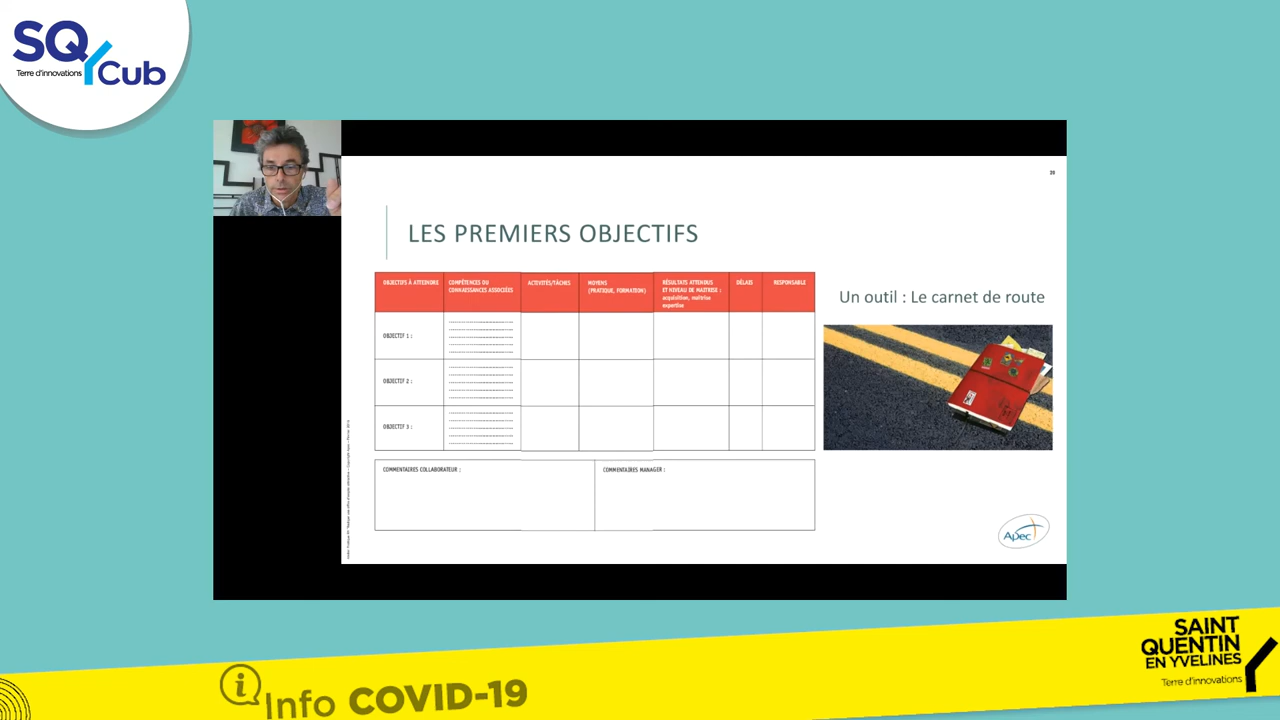 SQY Cub
Terre d'innovations
20
LES PREMIERS OBJECTIFS
OBJECTIFS À ATTEINDRE
COMPÉTENCES OU
CONNAISSANCES ASSOCIÉES
ACTIVITÉS/TÂCHES
MOYENS
(PRATIQUE, FORMATION)
RÉSULTATS ATTENDUS
ET NIVEAU DE MAÎTRISE :
acquisition, maîtrise
expertise
DÉLAIS
RESPONSABLE
OBJECTIF 1 :
OBJECTIF 2 :
OBJECTIF 3 :
COMMENTAIRES COLLABORATEUR :
COMMENTAIRES MANAGER :
Un outil : Le carnet de route
Apec
Info COVID-19
SAINT
QUENTIN
EN YVELINES
Terre d'innovations